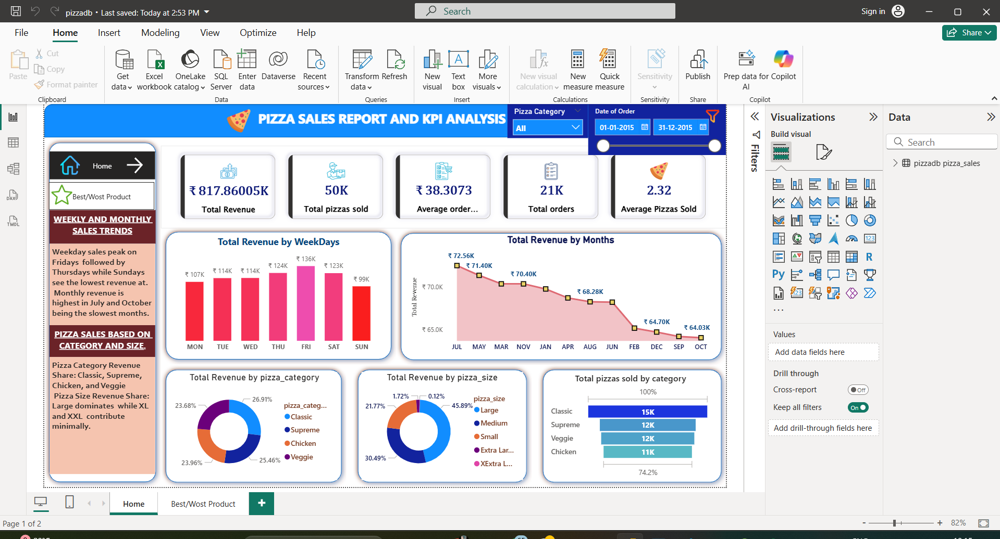 pizzadb • Last saved: Today at 2:53 PM
Search
Sign in
File Home Insert Modeling View Optimize Help
Share
Paste
Cut
Copy
Format painter
Clipboard
Get data
Excel workbook
OneLake catalog
SQL Server
Enter data
Dataverse
Recent sources
Data
Transform data
Refresh
Queries
New visual
Text box
More visuals
Insert
New visual calculation
New measure
Quick measure
Calculations
Sensitivity
Sensitivity
Publish
Share
Prep data for AI
Copilot
Copilot
DAX
TMDL
PIZZA SALES REPORT AND KPI ANALYSIS
Pizza Category
All
Date of Order
01-01-2015
31-12-2015
Home
Best/Wost Product
WEEKLY AND MONTHLY
SALES TRENDS
Weekday sales peak on
Fridays followed by
Thursdays while Sundays
see the lowest revenue at.
Monthly revenue is
highest in July and October
being the slowest months.
PIZZA SALES BASED ON
CATEGORY AND SIZE.
Pizza Category Revenue
Share: Classic, Supreme,
Chicken, and Veggie
Pizza Size Revenue Share:
Large dominates while XL
and XXL contribute
minimally.
₹ 817.86005K
Total Revenue
50K
Total pizzas sold
₹ 38.3073
Average order...
21K
Total orders
2.32
Average Pizzas Sold
Total Revenue by WeekDays
₹ 107K
₹ 114K
₹ 114K
₹ 124K
₹ 136K
₹ 123K
₹ 99K
MON TUE WED THU FRI SAT SUN
Total Revenue by Months
Total Revenue
₹ 70.0K
₹ 65.0K
₹ 72.56K
₹ 71.40K
₹ 70.40K
₹ 68.28K
₹ 64.70K
₹ 64.03K
JUL MAY MAR NOV JAN APR AUG JUN FEB DEC SEP OCT
Total Revenue by pizza_category
23.68%
26.91%
23.96%
25.46%
pizza_categ...
Classic
Supreme
Chicken
Veggie
Total Revenue by pizza_size
1.72%
0.12%
21.77%
45.89%
30.49%
pizza_size
Large
Medium
Small
Extra Lar...
XExtra L...
Total pizzas sold by category
100%
Classic 15K
Supreme 12K
Veggie 12K
Chicken 11K
74.2%
Filters
Visualizations
Build visual
123
R
Py
123
...
Values
Add data fields here
Drill through
Cross-report
Off
Keep all filters
On
Add drill-through fields here
Data
Search
pizzadb pizza_sales
Home
Best/Wost Product
+
Page 1 of 2
- + 82%